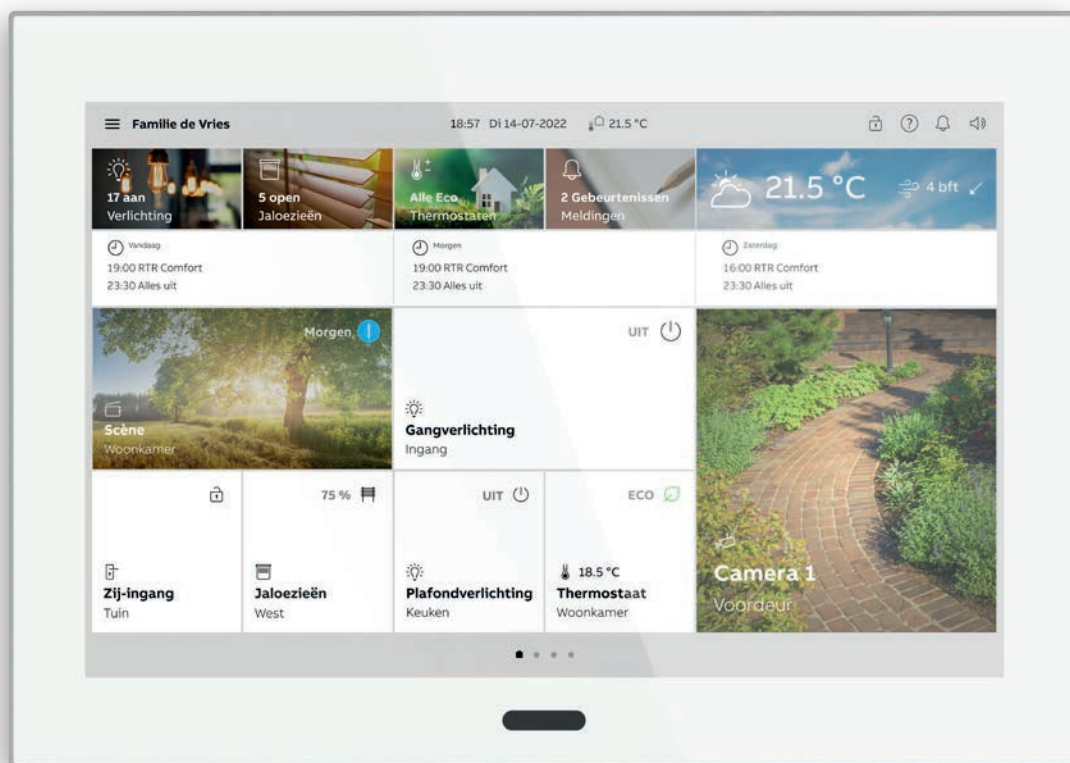 Familie de Vries
18:57 Di 14-07-2022 21.5 °C
17 aan
Verlichting
5 open
Jaloezieën
Alle Eco
Thermostaten
2 Gebeurtenissen
Meldingen
21.5 °C
4 bft
Vandaag
19:00 RTR Comfort
23:30 Alles uit
Morgen
19:00 RTR Comfort
23:30 Alles uit
Zaterdag
16:00 RTR Comfort
23:30 Alles uit
Morgen
Scène
Woonkamer
UIT
Gangverlichting
Ingang
Camera 1
Voordeur
Zij-ingang
Tuin
75 %
Jaloezieën
West
UIT
Plafondverlichting
Keuken
ECO
18.5 °C
Thermostaat
Woonkamer